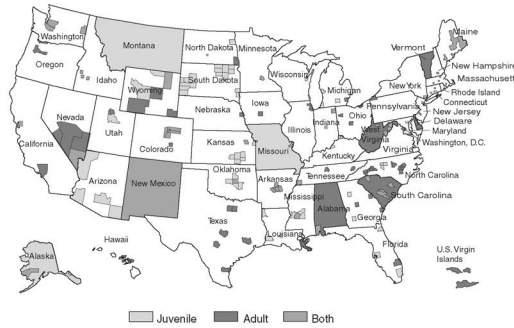 Washington
Montana
North Dakota
Minnesota
Maine
Vermont
Oregon
Idaho
Wyoming
South Dakota
Wisconsin
Michigan
New York
New Hampshire
Massachusett
Rhode Island
Connecticut
New Jersey
Delaware
Maryland
Washington, D.C.
Pennsylvania
Nebraska
Iowa
Nevada
Utah
Colorado
California
Kansas
Missouri
Illinois
Indiana
Ohio
West
Virginia
Virginia
Kentucky
Arizona
New Mexico
Oklahoma
Arkansas
Tennessee
North Carolina
South Carolina
Mississippi
Alabama
Georgia
Texas
Louisiana
Florida
Alaska
Hawaii
U.S. Virgin
Islands
Juvenile
Adult
Both